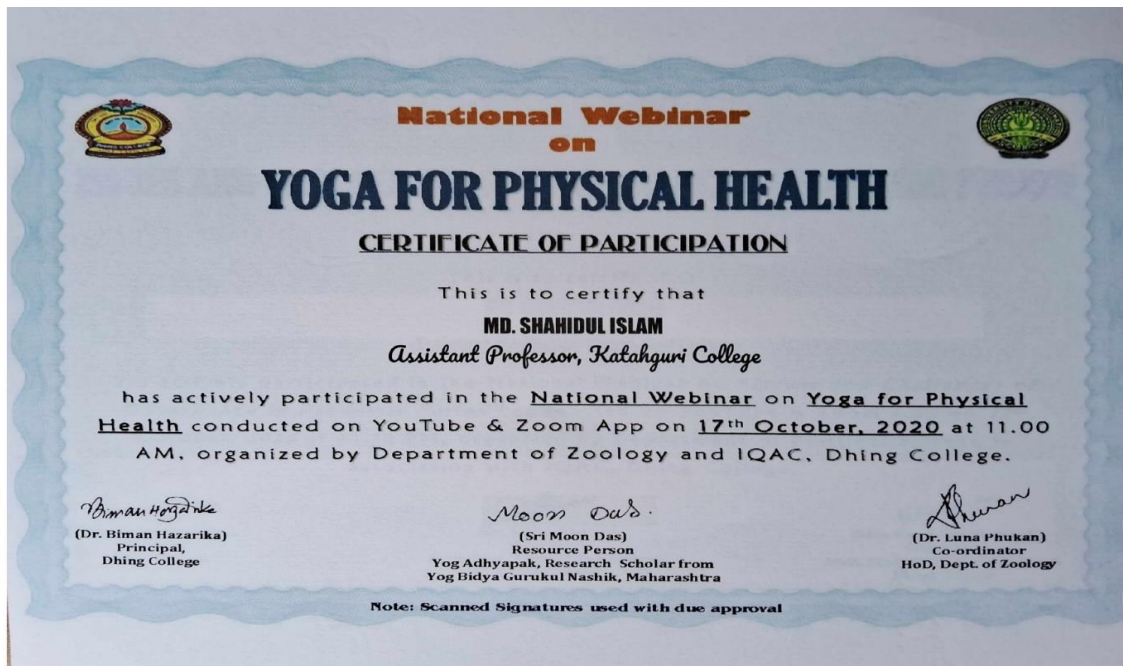 National Webinar
on
YOGA FOR PHYSICAL HEALTH
CERTIFICATE OF PARTICIPATION
This is to certify that
MD. SHAHIDUL ISLAM
Assistant Professor, Katahguri College
has actively participated in the National Webinar on Yoga for Physical
Health conducted on YouTube & Zoom App on 17th October, 2020 at 11.00
AM, organized by Department of Zoology and IQAC, Dhing College.
Moon Das.
(Dr. Biman Hazarika)
Principal,
Dhing College
(Sri Moon Das)
Resource Person
Yog Adhyapak, Research Scholar from
Yog Bidya Gurukul Nashik, Maharashtra
(Dr. Luna Phukan)
Co-ordinator
HoD, Dept. of Zoology
Note: Scanned Signatures used with due approval